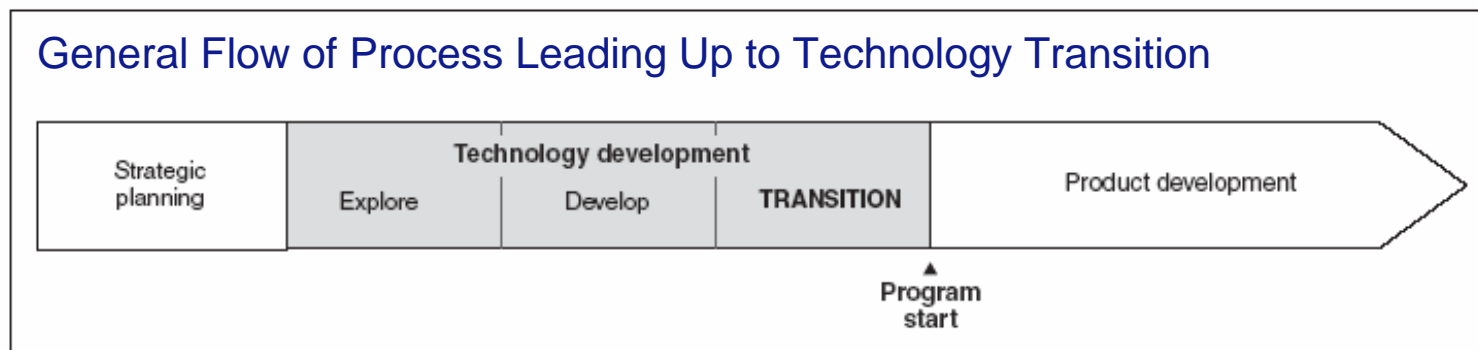 General Flow of Process Leading Up to Technology Transition
Strategic
planning
Technology development
Explore
Develop
TRANSITION
Product development
Program
start